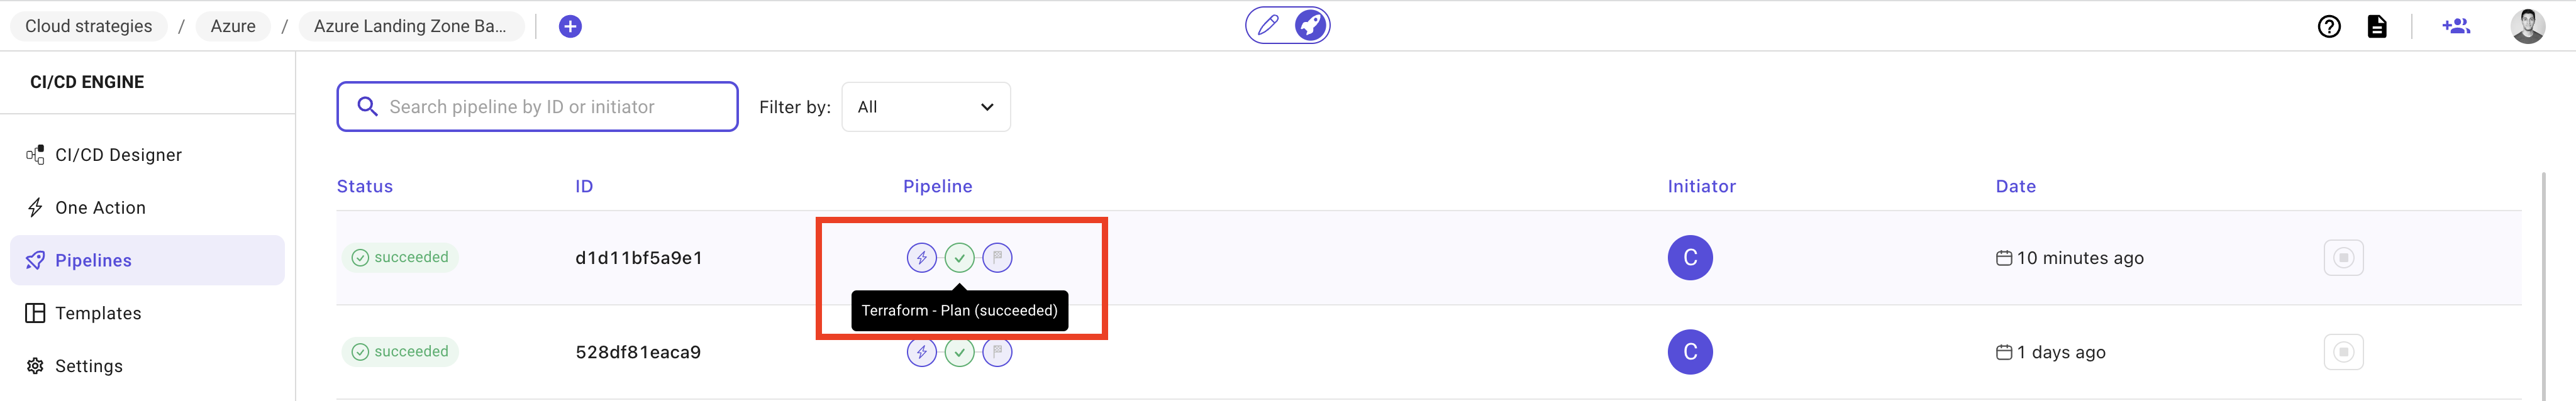 Cloud strategies / Azure / Azure Landing Zone Ba...
CI/CD ENGINE
CI/CD Designer
One Action
Pipelines
Templates
Settings
Search pipeline by ID or initiator
Filter by: All
Status ID Pipeline Initiator Date
succeeded d1d11bf5a9e1 C 10 minutes ago
Terraform - Plan (succeeded)
succeeded 528df81eaca9 C 1 days ago